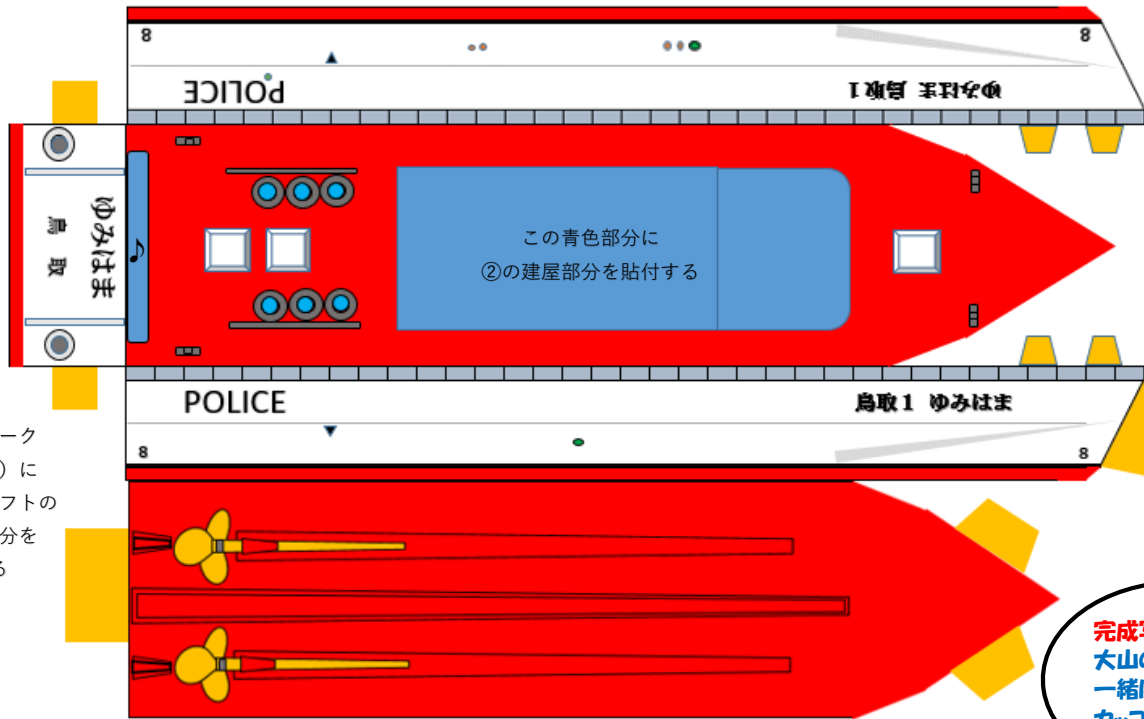 8
8
POLICE
ゆみはま 鳥取1
ゆみはま
鳥取
♪
この青色部分に
②の建屋部分を貼付する
POLICE
鳥取1 ゆみはま
8
8
ーク
）に
フトの
分を
る
完成
大山の
一緒に